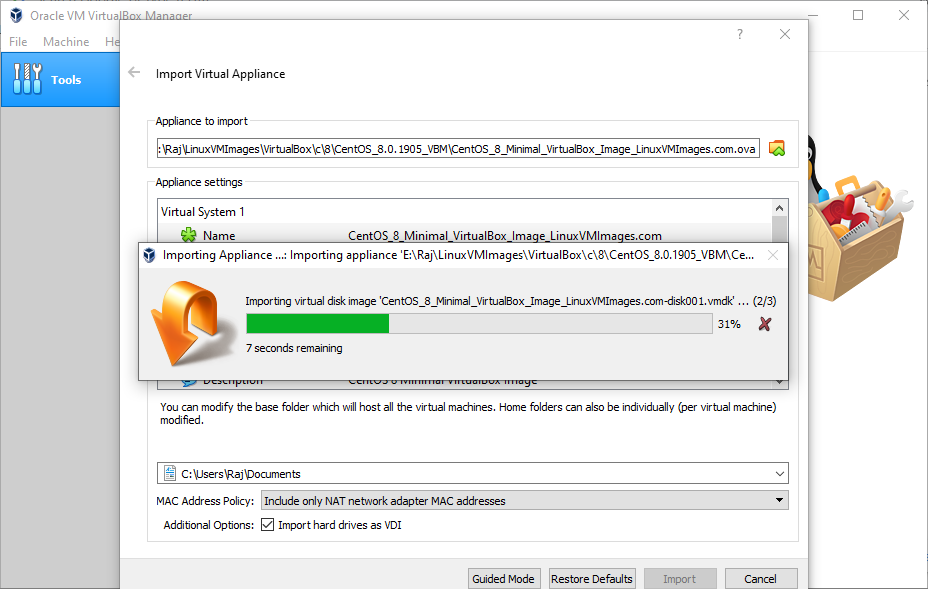 Oracle VM VirtualBox Manager
File Machine He
Tools
?
Import Virtual Appliance
Appliance to import
:\Raj\LinuxVMImages\VirtualBox\c\8\CentOS_8.0.1905_VBM\CentOS_8_Minimal_VirtualBox_Image_LinuxVMImages.com.ova
Appliance settings
Virtual System 1
Name CentOS_8_Minimal_VirtualBox_Image_LinuxVMImages.com
Importing Appliance ...: Importing appliance 'E:\Raj\LinuxVMImages\VirtualBox\c\8\CentOS_8.0.1905_VBM\Ce...
Importing virtual disk image 'CentOS_8_Minimal_VirtualBox_Image_LinuxVMImages.com-disk001.vmdk' ... (2/3)
31%
7 seconds remaining
Description CentOS 8 Minimal VirtualBox Image
You can modify the base folder which will host all the virtual machines. Home folders can also be individually (per virtual machine)
modified.
C:\Users\Raj\Documents
MAC Address Policy: Include only NAT network adapter MAC addresses
Additional Options: Import hard drives as VDI
Guided Mode Restore Defaults Import Cancel